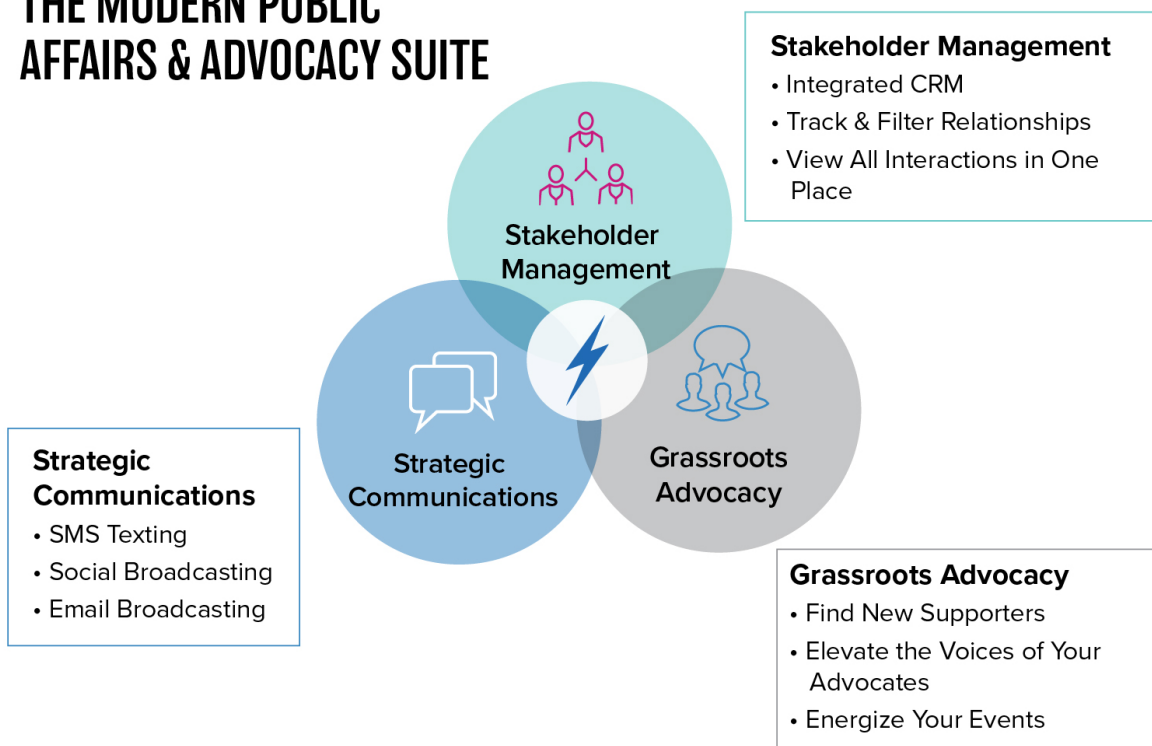 THE MODERN PUBLIC
AFFAIRS & ADVOCACY SUITE
Stakeholder Management
• Integrated CRM
• Track & Filter Relationships
• View All Interactions in One
Place
Stakeholder
Management
Strategic
Communications
Grassroots
Advocacy
Strategic
Communications
• SMS Texting
• Social Broadcasting
• Email Broadcasting
Grassroots Advocacy
• Find New Supporters
• Elevate the Voices of Your
Advocates
• Energize Your Events